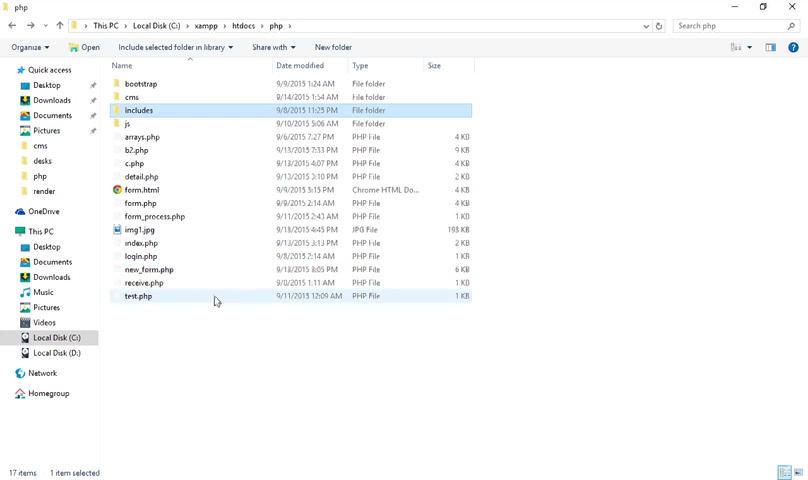 php
This PC > Local Disk (C:) > xampp > htdocs > php >
Search php
Organize Open Include selected folder in library Share with New folder
Name Date modified Type Size
Quick access
Desktop
Downloads
Documents
Pictures
cms
desks
php
render
OneDrive
This PC
Desktop
Documents
Downloads
Music
Pictures
Videos
Local Disk (C:)
Local Disk (D:)
Network
Homegroup
bootstrap 9/9/2015 1:24 AM File folder
cms 9/14/2015 1:54 AM File folder
includes 9/8/2015 11:25 PM File folder
js 9/10/2015 5:06 AM File folder
arrays.php 9/6/2015 7:27 PM PHP File 4 KB
b2.php 9/13/2015 7:33 PM PHP File 9 KB
c.php 9/13/2015 4:07 PM PHP File 4 KB
detail.php 9/13/2015 3:10 PM PHP File 2 KB
form.html 9/9/2015 5:15 PM Chrome HTML Do... 4 KB
form.php 9/9/2015 2:14 AM PHP File 4 KB
form_process.php 9/11/2015 2:43 AM PHP File 1 KB
img1.jpg 4:45 PM JPG File 193 KB
index.php 9/13/2015 3:13 PM PHP File 2 KB
login.php 9/8/2015 2:14 AM PHP File 1 KB
new_form.php 8:05 PM PHP File 6 KB
receive.php 1:11 AM PHP File 1 KB
test.php 9/11/2015 12:09 AM PHP File 1 KB
17 items 1 item selected